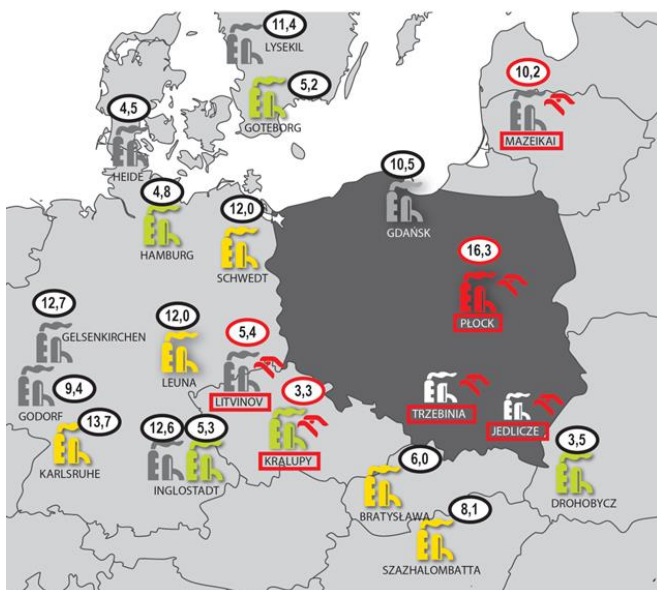 11,4
LYSEKIL
5,2
GOTEBORG
10,2
MAZEIKAI
4,5
HEIDE
4,8
HAMBURG
12,0
SCHWEDT
10,5
GDAŃSK
16,3
PŁOCK
12,7
GELSENKIRCHEN
12,0
LEUNA
5,4
LITVINOV
9,4
GODORF
3,3
KRALUPY
TRZEBINIA
JEDLICZE
13,7
KARLSRUHE
12,6
5,3
INGLOSTADT
6,0
BRATYSŁAWA
3,5
DROHOBYCZ
8,1
SZAZHALOMBATTA